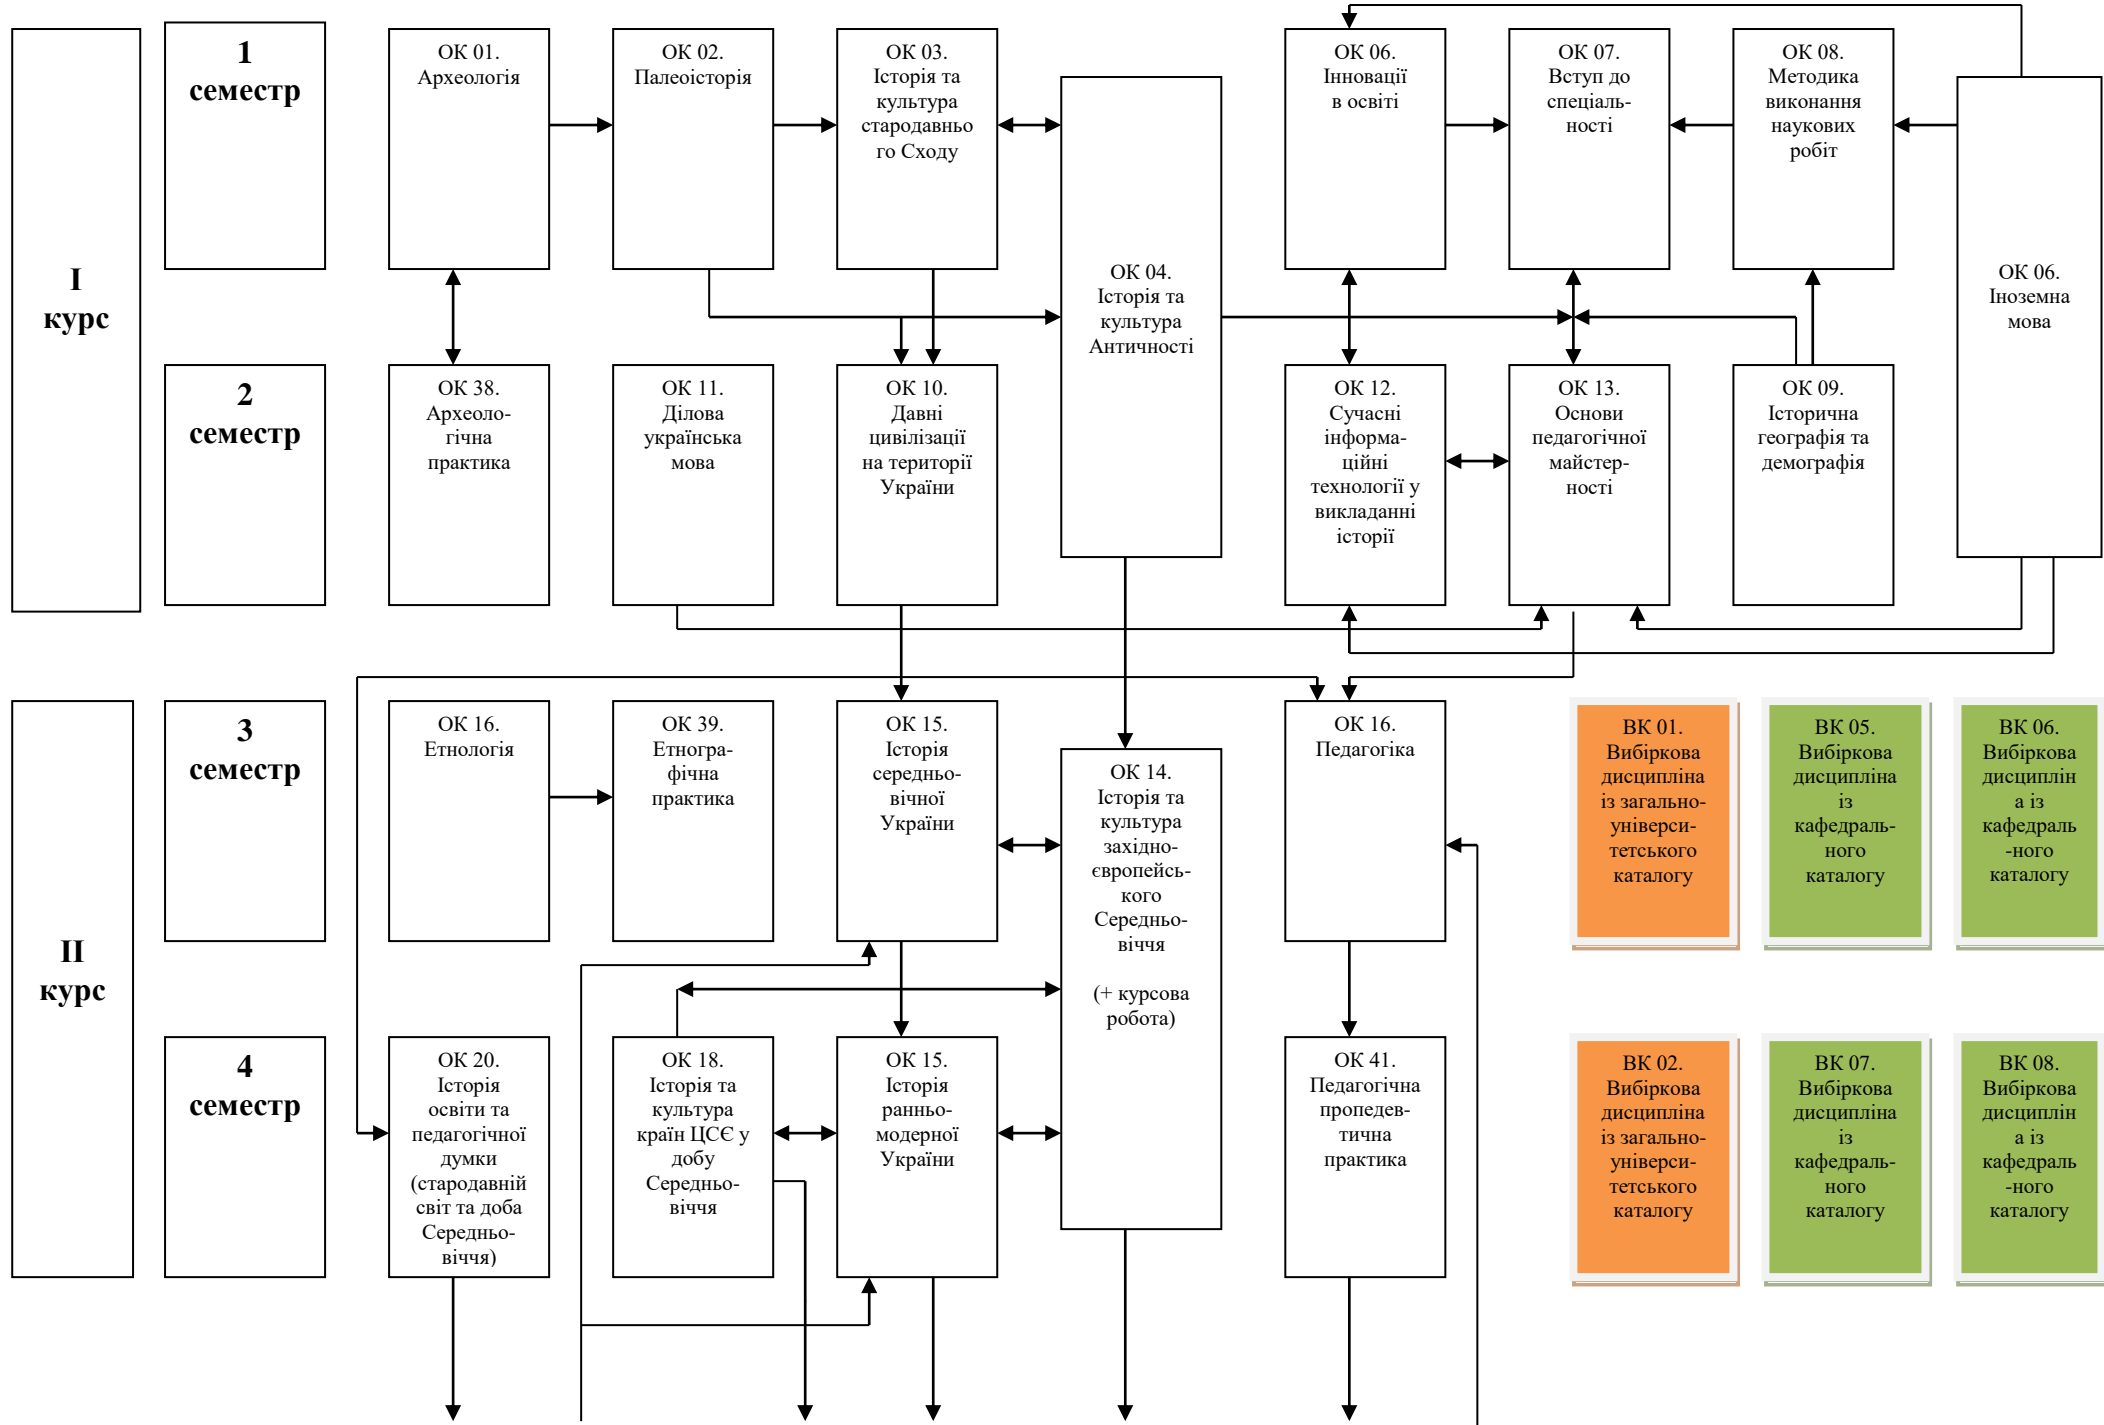 I
курс
1
семестр
ОК 01.
Археологія
ОК 02.
Палеоісторія
ОК 03.
Історія та
культура
стародавньо
го Сходу
ОК 04.
Історія та
культура
Античності
ОК 06.
Інновації
в освіті
ОК 07.
Вступ до
спеціаль-
ності
ОК 08.
Методика
виконання
наукових
робіт
ОК 06.
Іноземна
мова
2
семестр
ОК 38.
Археоло-
гічна
практика
ОК 11.
Ділова
українська
мова
ОК 10.
Давні
цивілізації
на території
України
ОК 12.
Сучасні
інформа-
ційні
технології у
викладанні
історії
ОК 13.
Основи
педагогічної
майстер-
ності
ОК 09.
Історична
географія та
демографія
II
курс
3
семестр
ОК 16.
Етнологія
ОК 39.
Етногра-
фічна
практика
ОК 15.
Історія
середньо-
вічної
України
ОК 14.
Історія та
культура
західно-
європейсь-
кого
Середньо-
віччя
(+ курсова
робота)
ОК 16.
Педагогіка
ВК 01.
Вибіркова
дисципліна
із загально-
універси-
тетського
каталогу
ВК 05.
Вибіркова
дисципліна
із
кафедраль-
ного
каталогу
ВК 06.
Вибіркова
дисциплін
а із
кафедраль
-ного
каталогу
4
семестр
ОК 20.
Історія
освіти та
педагогічної
думки
(стародавній
світ та доба
Середньо-
віччя)
ОК 18.
Історія та
культура
країн ЦСЄ у
добу
Середньо-
віччя
ОК 15.
Історія
ранньо-
модерної
України
ОК 41.
Педагогічна
пропедев-
тична
практика
ВК 02.
Вибіркова
дисципліна
із загально-
універси-
тетського
каталогу
ВК 07.
Вибіркова
дисципліна
із
кафедраль-
ного
каталогу
ВК 08.
Вибіркова
дисциплін
а із
кафедраль
-ного
каталогу